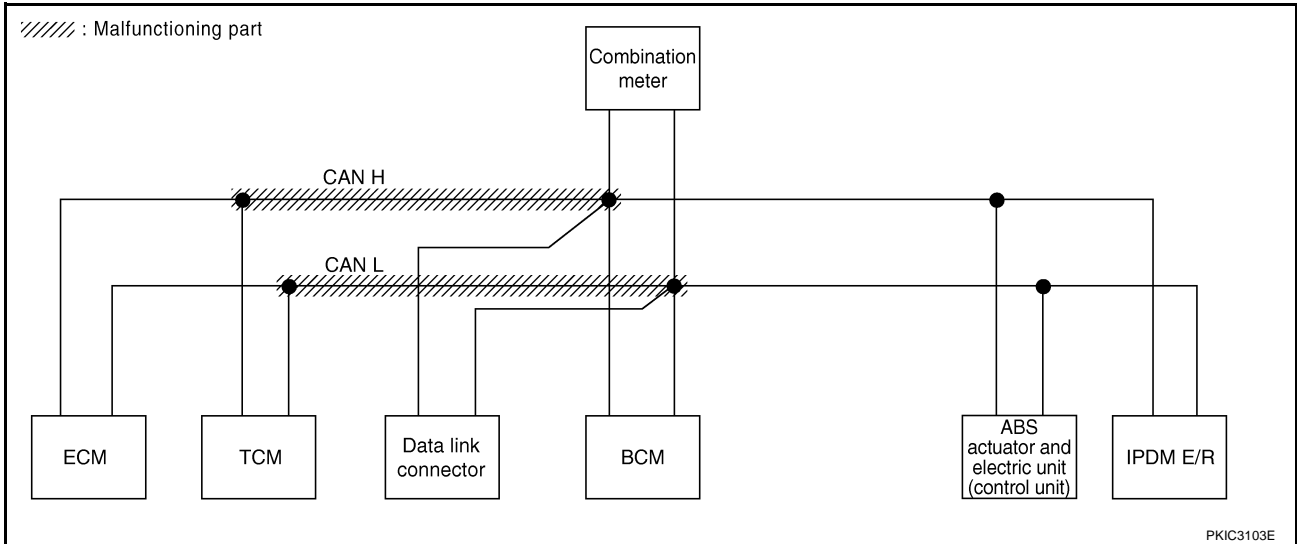 : Malfunctioning part
Combination
meter
CAN H
CAN L
ECM
TCM
Data link
connector
BCM
ABS
actuator and
electric unit
(control unit)
IPDM E/R
PKIC3103E